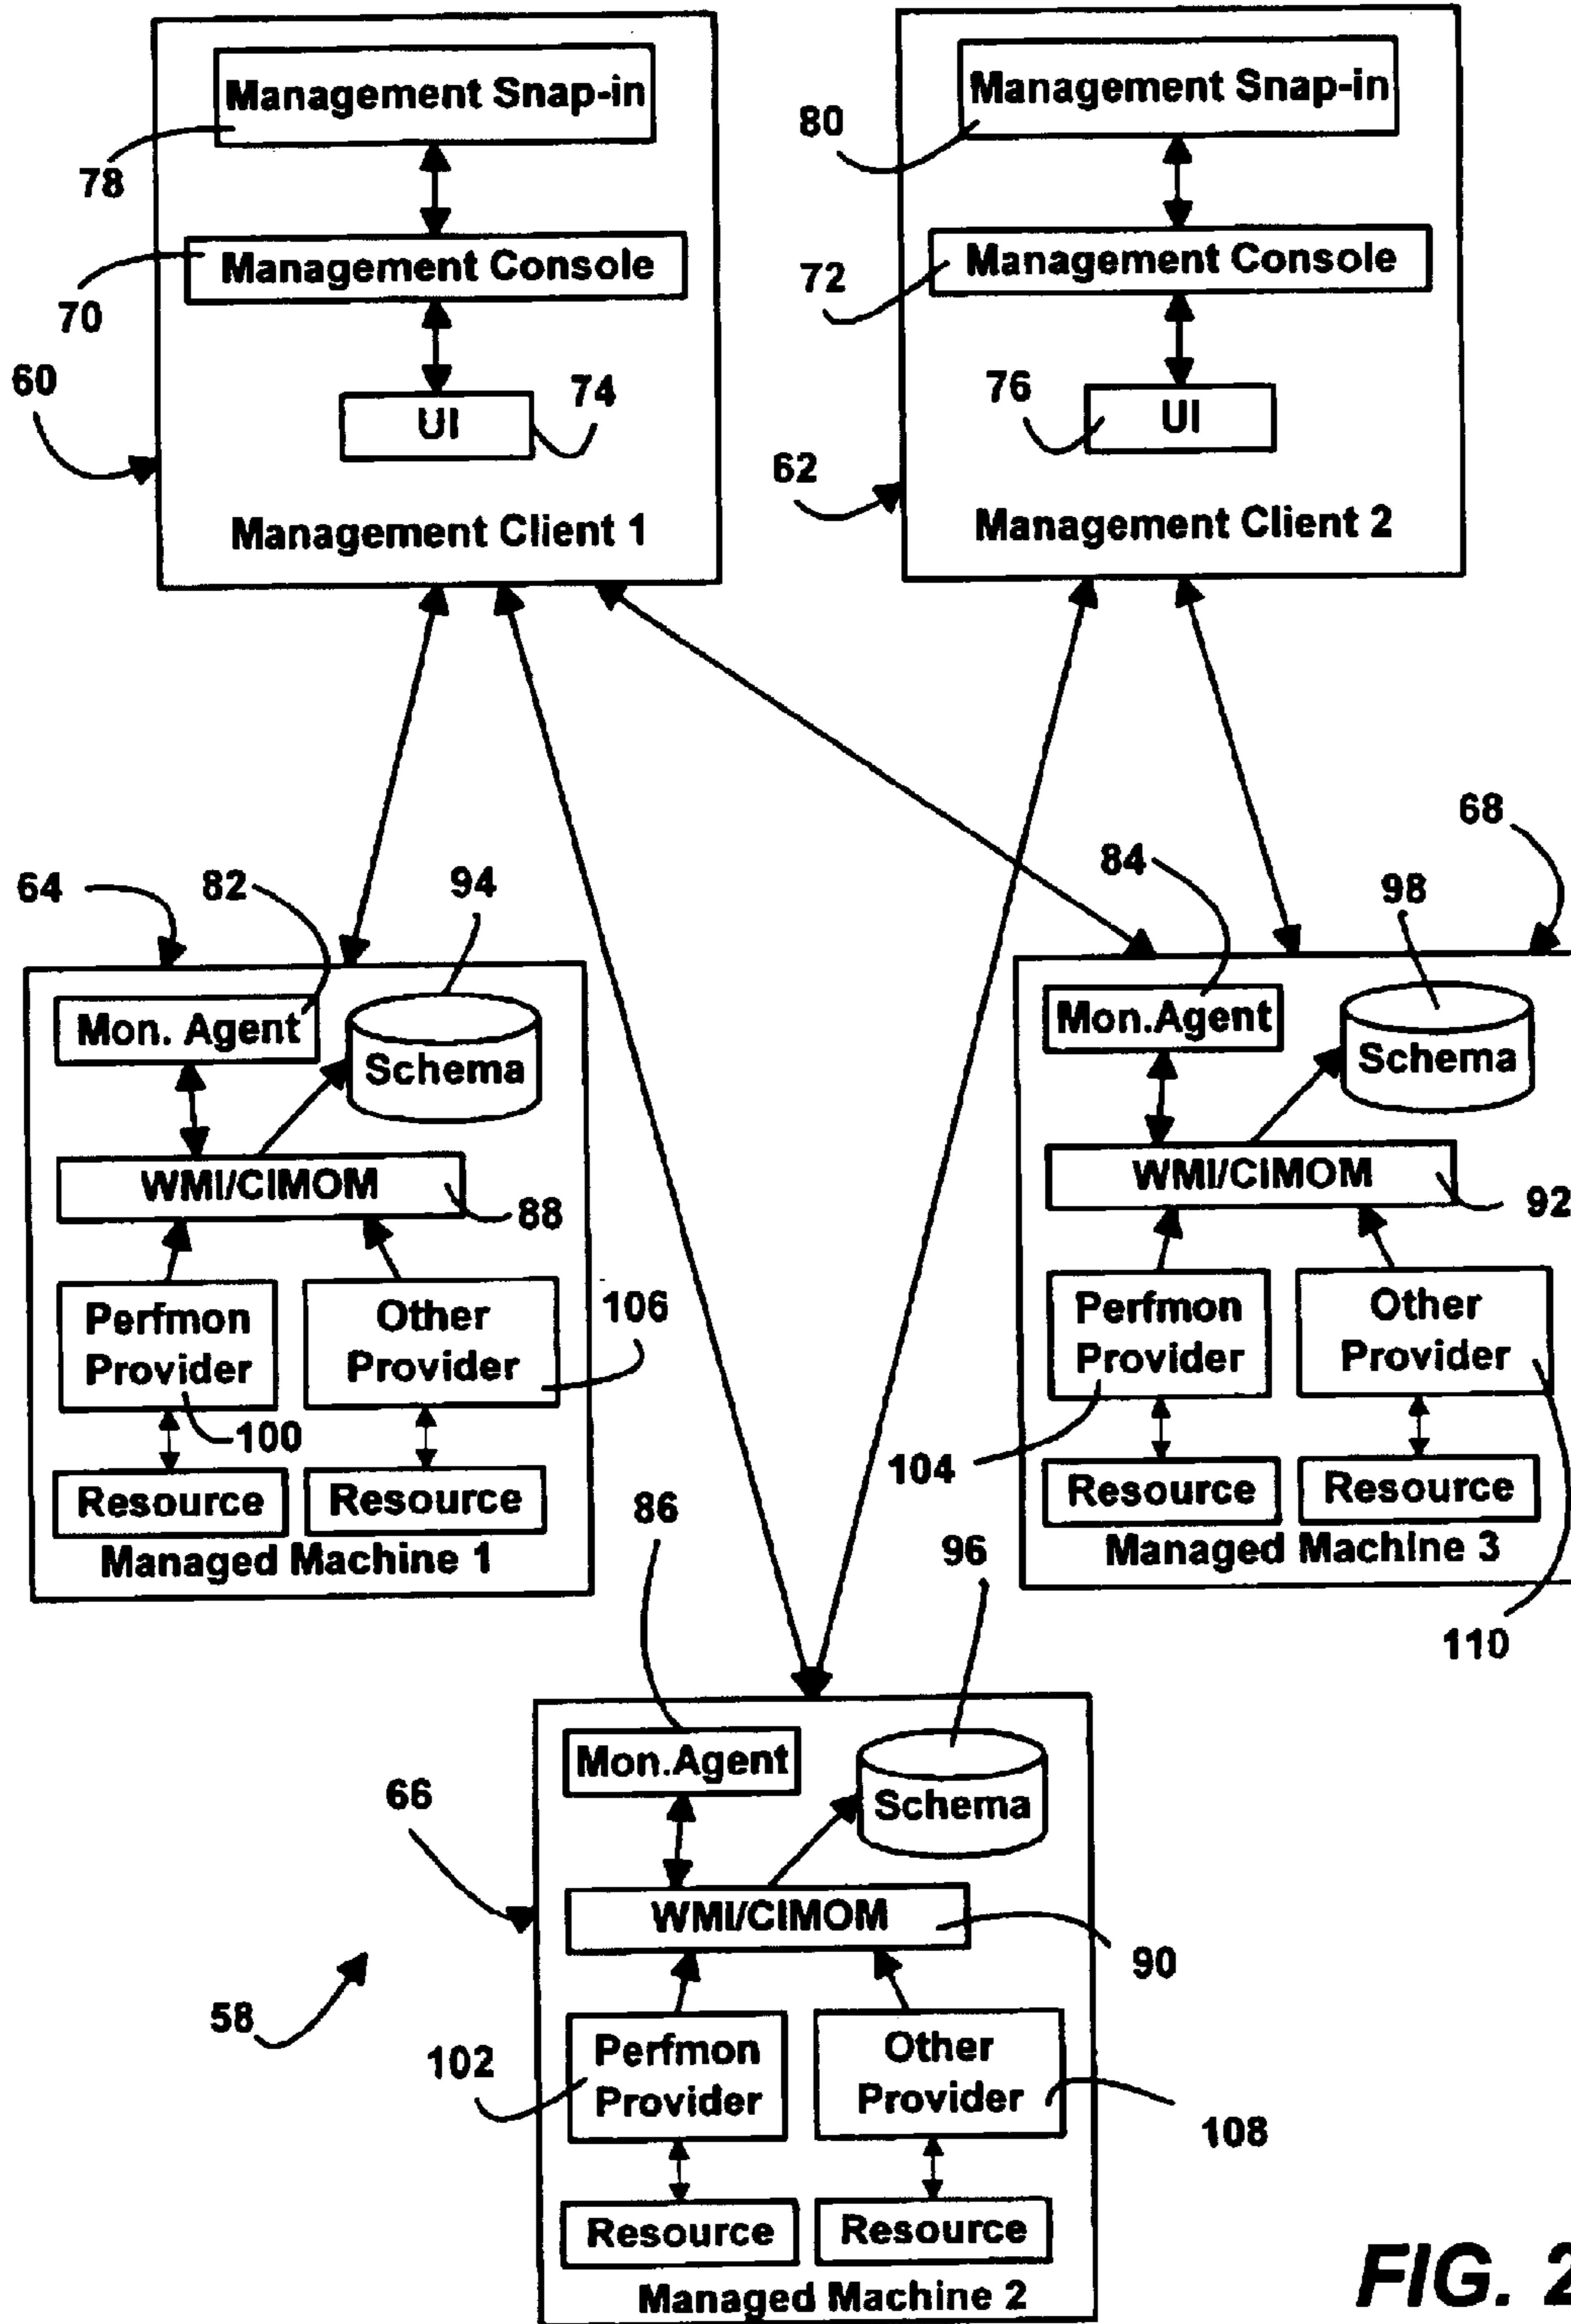 Management Snap-in
78
Management Console
70
60
UI
74
Management Client 1
Management Snap-in
80
Management Console
72
76
UI
62
Management Client 2
64
82
94
Mon. Agent
Schema
WMI/CIMOM
88
Perfmon
Provider
100
Other
Provider
106
Resource
Resource
Managed Machine 1
68
84
98
Mon.Agent
Schema
WMI/CIMOM
92
Perfmon
Provider
104
Other
Provider
Resource
Resource
Managed Machine 3
110
86
96
66
Mon.Agent
Schema
WMI/CIMOM
90
58
102
Perfmon
Provider
Other
Provider
108
Resource
Resource
Managed Machine 2
FIG. 2